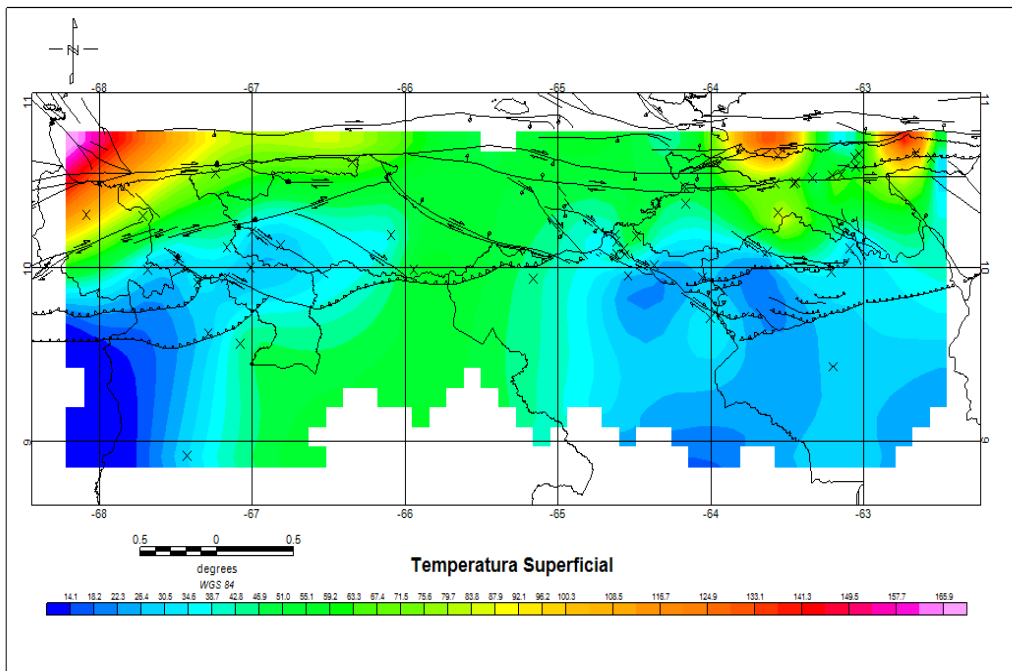 N
-68 -67 -66 -65 -64 -63
11 11
10 10
9 9
-68 -67 -66 -65 -64 -63
0.5 0 0.5
degrees
WGS 84
Temperatura Superficial
14.1 18.2 22.3 26.4 30.5 34.6 38.7 42.8 46.9 51.0 55.1 59.2 63.3 67.4 71.5 75.6 79.7 83.8 87.9 92.1 96.2 100.3 108.5 116.7 124.9 133.1 141.3 149.5 157.7 165.9